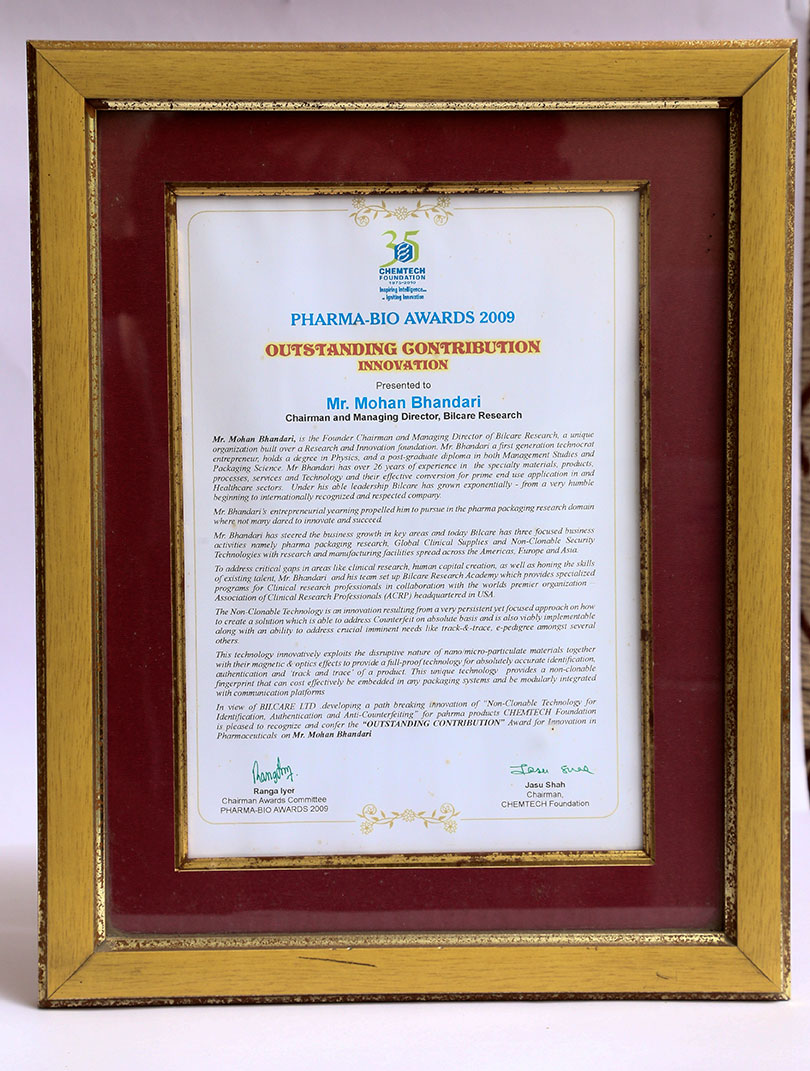 35
CHEMTECH
FOUNDATION
1975-2010
Inspiring Intelligence...
.. Igniting Innovation
PHARMA-BIO AWARDS 2009
OUTSTANDING CONTRIBUTION
INNOVATION
Presented to
Mr. Mohan Bhandari
Chairman and Managing Director, Bilcare Research
Mr. Mohan Bhandari, is the Founder Chairman and Managing Director of Bilcare Research, a unique
organization built over a Research and Innovation foundation. Mr. Bhandari a first generation technocrat
entrepreneur, holds a degree in Physics, and a post-graduate diploma in both Management Studies and
Packaging Science. Mr Bhandari has over 26 years of experience in the specialty materials, products,
processes, services and Technology and their effective conversion for prime end use application in and
Healthcare sectors. Under his able leadership Bilcare has grown exponentially - from a very humble
beginning to internationally recognized and respected company.
Mr. Bhandari's entrepreneurial yearning propelled him to pursue in the pharma packaging research domain
where not many dared to innovate and succeed.
Mr. Bhandari has steered the business growth in key areas and today Bilcare has three focused business
activities namely pharma packaging research, Global Clinical Supplies and Non-Clonable Security
Technologies with research and manufacturing facilities spread across the Americas, Europe and Asia.
To address critical gaps in areas like clinical research, human capital creation, as well as honing the skills
of existing talent, Mr. Bhandari and his team set up Bilcare Research Academy which provides specialized
programs for Clinical research professionals in collaboration with the worlds premier organization –
Association of Clinical Research Professionals (ACRP) headquartered in USA.
The Non-Clonable Technology is an innovation resulting from a very persistent yet focused approach on how
to create a solution which is able to address Counterfeit on absolute basis and is also viably implementable
along with an ability to address crucial imminent needs like track-&-trace, e-pedigree amongst several
others.
This technology innovatively exploits the disruptive nature of nano/micro-particulate materials together
with their magnetic & optics effects to provide a full-proof technology for absolutely accurate identification,
authentication and 'track and trace' of a product. This unique technology provides a non-clonable
fingerprint that can cost effectively be embedded in any packaging systems and be modularly integrated
with communication platforms
In view of BILCARE LTD .developing a path breaking innovation of "Non-Clonable Technology for
Identification, Authentication and Anti-Counterfeiting" for pahrma products CHEMTECH Foundation
is pleased to recognize and confer the "OUTSTANDING CONTRIBUTION" Award for Innovation in
Pharmaceuticals on Mr. Mohan Bhandari
Ranga Iyer
Chairman Awards Committee
PHARMA-BIO AWARDS 2009
Jasu Shah
Jasu Shah
Chairman,
CHEMTECH Foundation